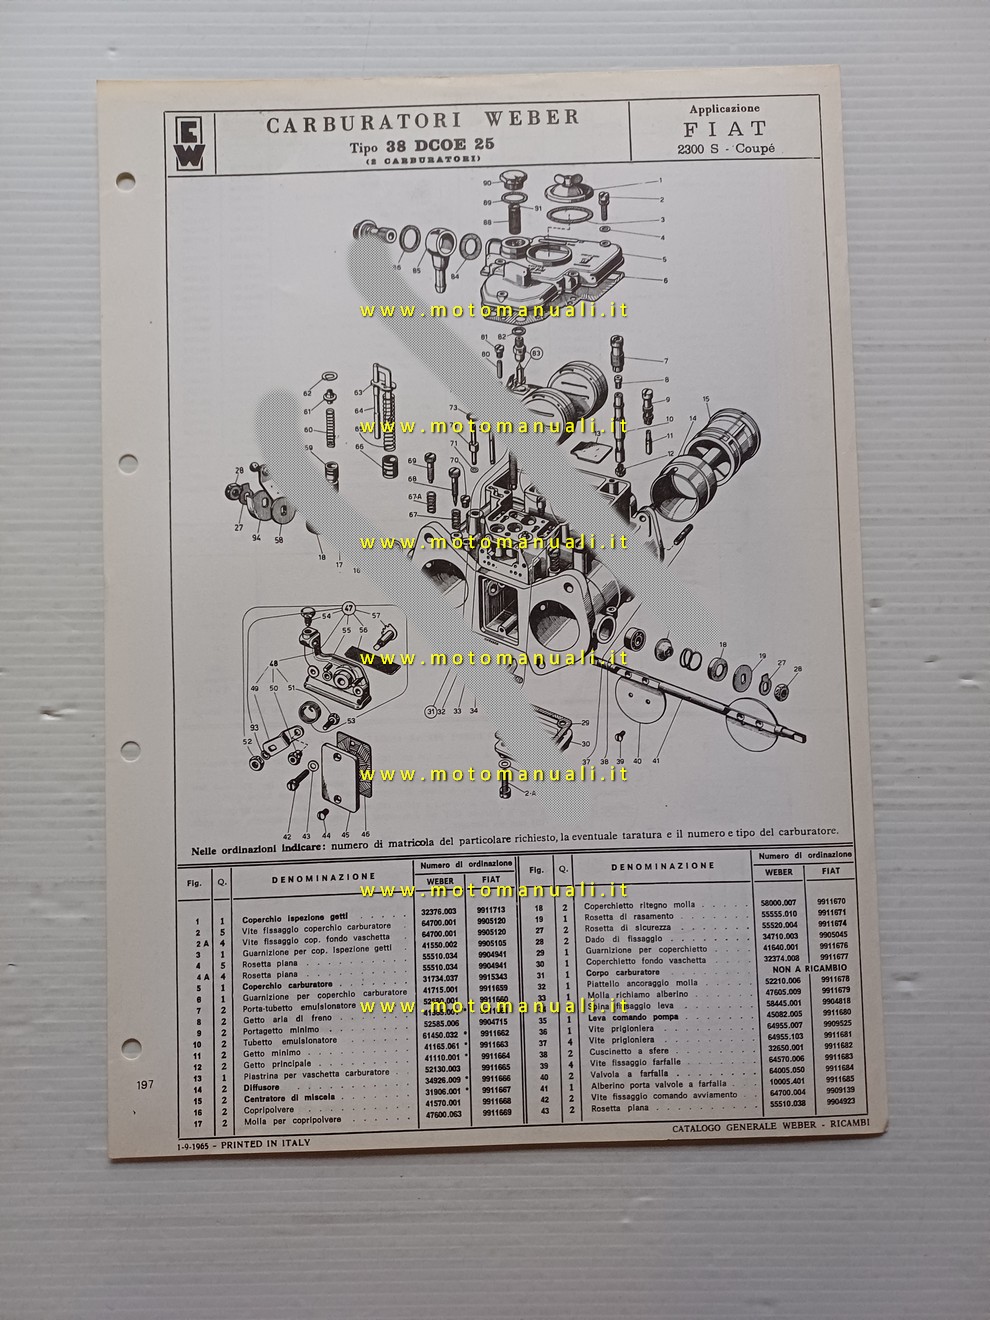 EW
CARBURATORI WEBER
Tipo 38 DCOE 25
(2 CARBURATORI)
Applicazione
FIAT
2300 S - Coupé
www.motomanuali.it
www.motomanuali.it
www.motomanuali.it
www.motomanuali.it
www.motomanuali.it
www.motomanuali.it
www.motomanuali.it
Nelle ordinazioni indicare: numero di matricola del particolare richiesto, la eventuale taratura e il numero e tipo del carburatore.
Fig. Q. DENOMINAZIONE Numero di ordinazione WEBER FIAT
1 1 Coperchio ispezione getti 32376.003 9911713
2 5 Vite fissaggio coperchio carburatore 64700.001 9905120
2 A 4 Vite fissaggio cop. fondo vaschetta 64700.001 9905120
3 1 Guarnizione per cop. ispezione getti 41550.002 9905105
4 5 Rosetta piana 55510.034 9904941
4 A 4 Rosetta piana 55510.034 9904941
5 1 Coperchio carburatore 31734.037 9915343
6 1 Guarnizione per coperchio carburatore 41715.001 9911659
7 2 Porta-tubetto emulsionatore 52580.001 9911660
8 2 Getto aria di freno
9 2 Portagetto minimo 52585.006 9904715
10 2 Tubetto emulsionatore 61450.032 * 9911662
11 2 Getto minimo 41165.061 * 9911663
12 2 Getto principale 41110.001 * 9911664
13 1 Piastrina per vaschetta carburatore 52130.003 9911665
14 2 Diffusore 34926.009 * 9911666
15 2 Centratore di miscela 31906.001 * 9911667
16 2 Copripolvere 41570.001 9911668
17 2 Molla per copripolvere 47600.063 9911669
Fig. Q. DENOMINAZIONE Numero di ordinazione WEBER FIAT
18 2 Coperchietto ritegno molla 58000.007 9911670
19 1 Rosetta di rasamento 55555.010 9911671
27 2 Rosetta di sicurezza 55520.004 9911674
28 2 Dado di fissaggio 34710.003 9905045
29 1 Guarnizione per coperchietto 41640.001 9911676
30 1 Coperchietto fondo vaschetta 32374.008 9911677
31 1 Corpo carburatore NON A RICAMBIO
32 1 Piattello ancoraggio molla 52210.006 9911678
33 1 Molla richiamo alberino 47605.009 9911679
Spina fissaggio leva 58445.001 9904818
35 1 Leva comando pompa 45082.005 9911680
36 1 Vite prigioniera 64955.007 9909525
37 4 Vite prigioniera 64955.103 9911681
38 2 Cuscinetto a sfere 32650.001 9911682
39 4 Vite fissaggio farfalle 64570.006 9911683
40 2 Valvola a farfalla 64005.050 9911684
41 1 Alberino porta valvole a farfalla 10005.401 9911685
42 2 Vite fissaggio comando avviamento 64700.004 9909139
43 2 Rosetta piana 55510.038 9904923
197
1-9-1965 - PRINTED IN ITALY
CATALOGO GENERALE WEBER - RICAMBI